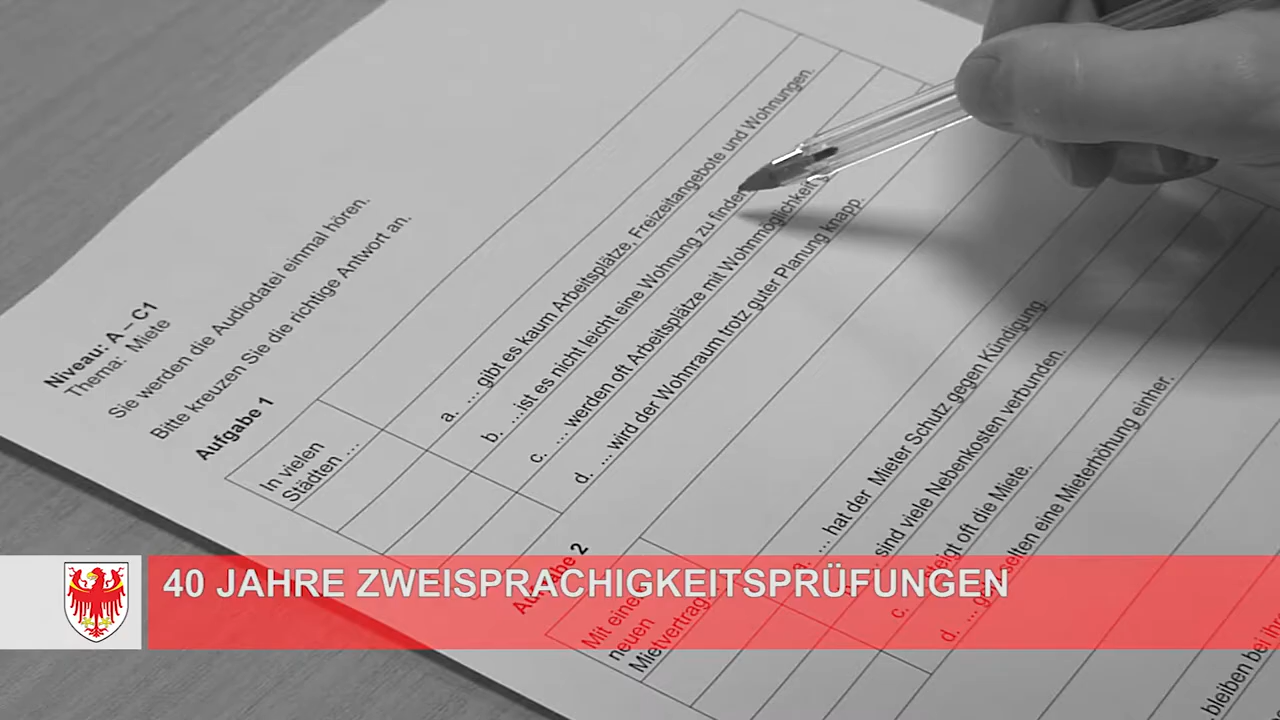 Niveau: A – C1
Thema: Miete
Sie werden die Audiodatei einmal hören.
Bitte kreuzen Sie die richtige Antwort an.
Aufgabe 1
In vielen
Städten ...
a. ... gibt es kaum Arbeitsplätze, Freizeitangebote und Wohnungen.
b. ...ist es nicht leicht eine Wohnung zu finden
c. ... werden oft Arbeitsplätze mit Wohnmöglichkeit
d. ... wird der Wohnraum trotz guter Planung knapp.
Aufgabe 2
Mit einem
neuen
Mietvertrag
a. ... hat der Mieter Schutz gegen Kündigung.
sind viele Nebenkosten verbunden.
c. steigt oft die Miete.
d. ... selten eine Mieterhöhung einher.
bleiben bei
40 JAHRE ZWEISPRACHIGKEITSPRÜFUNGEN